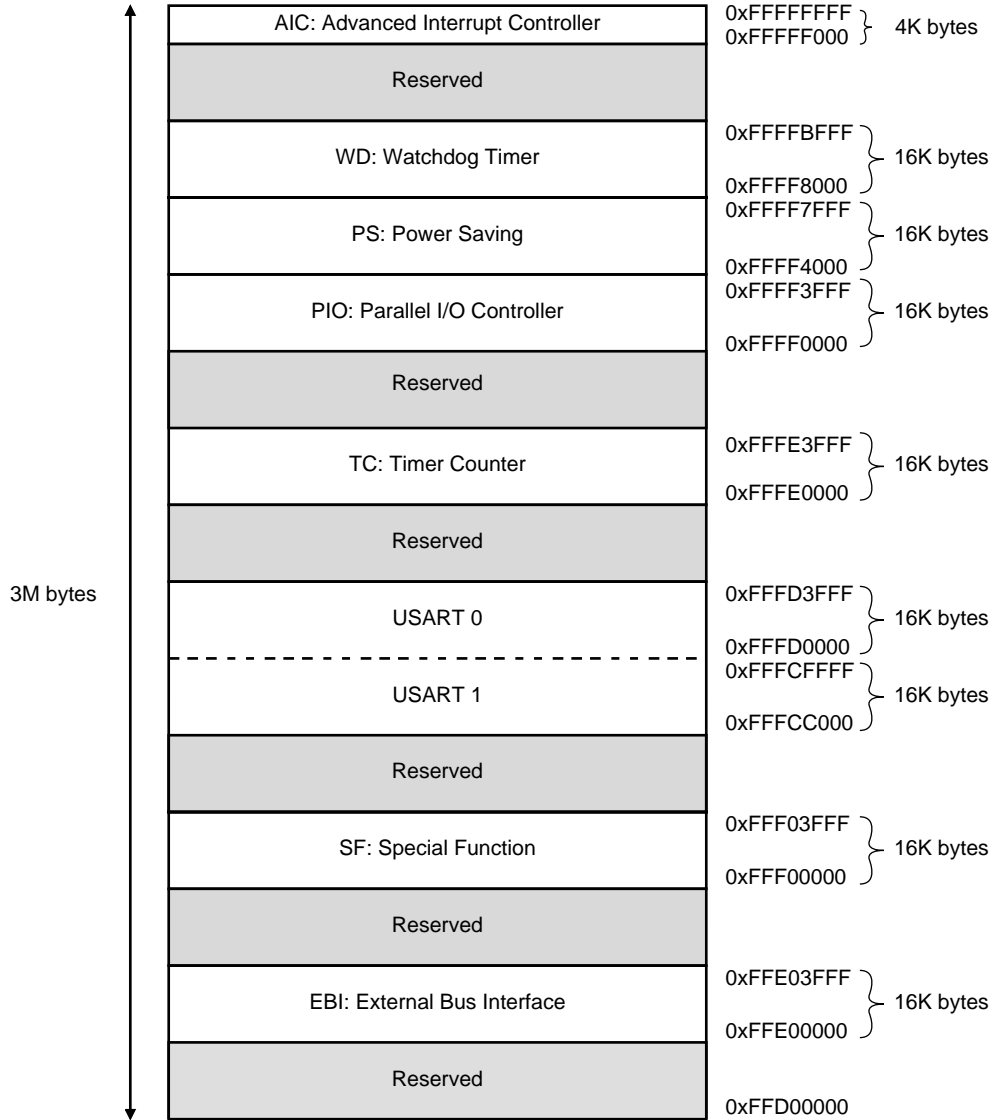 AIC: Advanced Interrupt Controller
0xFFFFFFFF
0xFFFFF000
4K bytes
Reserved
WD: Watchdog Timer
0xFFFFBFFF
16K bytes
0xFFFF8000
PS: Power Saving
0xFFFF7FFF
16K bytes
0xFFFF4000
PIO: Parallel I/O Controller
0xFFFF3FFF
16K bytes
0xFFFF0000
Reserved
TC: Timer Counter
0xFFFE3FFF
16K bytes
0xFFFE0000
Reserved
3M bytes
USART 0
0xFFFD3FFF
16K bytes
0xFFFD0000
USART 1
0xFFFCFFFF
16K bytes
0xFFFCC000
Reserved
SF: Special Function
0xFFF03FFF
16K bytes
0xFFF00000
Reserved
EBI: External Bus Interface
0xFFE03FFF
16K bytes
0xFFE00000
Reserved
0xFFD00000